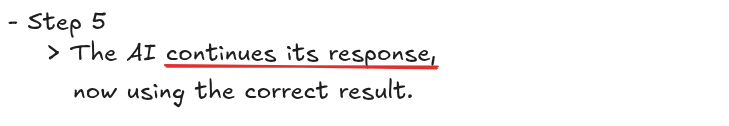 - Step 5
> The AI continues its response,
now using the correct result.